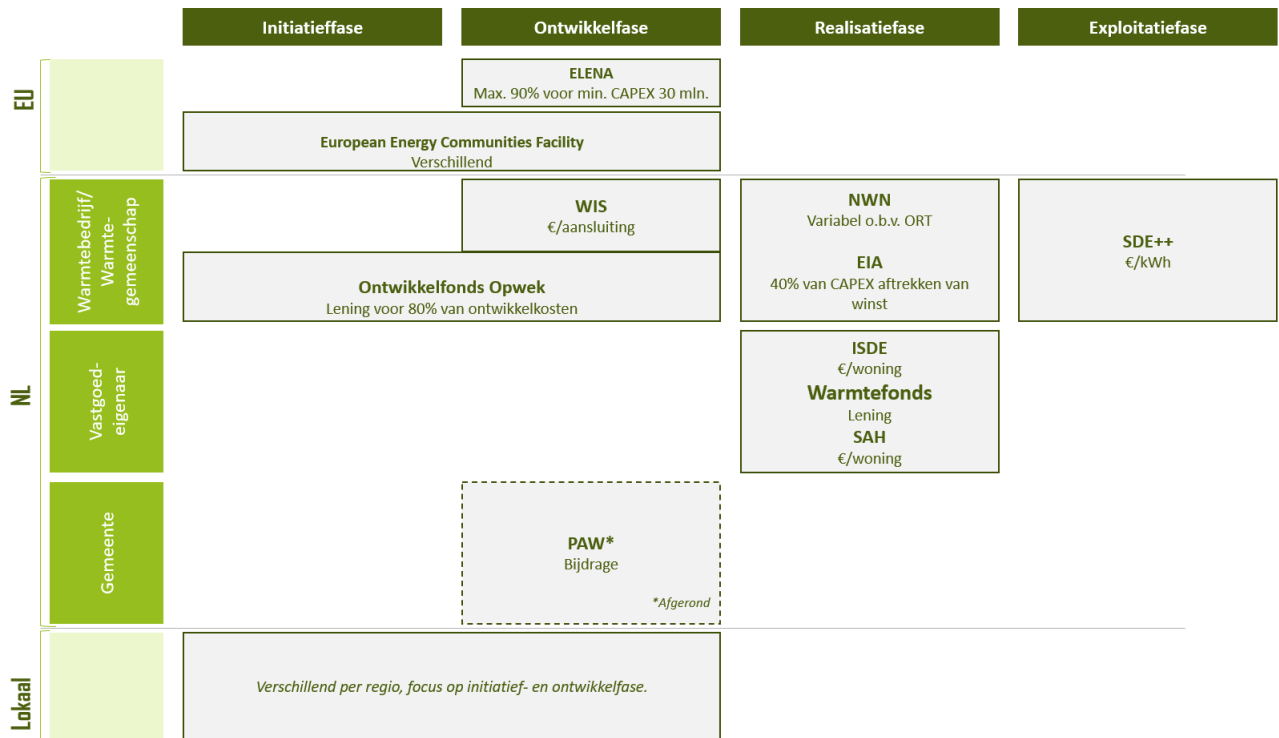 Initiatieffase
Ontwikkelfase
Realisatiefase
Exploitatiefase
EU
ELENA
Max. 90% voor min. CAPEX 30 mln.
European Energy Communities Facility
Verschillend
NL
Warmtebedrijf/
Warmte-
gemeenschap
WIS
€/aansluiting
Ontwikkelfonds Opwek
Lening voor 80% van ontwikkelkosten
NWN
Variabel o.b.v. ORT
EIA
40% van CAPEX aftrekken van
winst
SDE++
€/kWh
Vastgoed-
eigenaar
ISDE
€/woning
Warmtefonds
Lening
SAH
€/woning
Gemeente
PAW*
Bijdrage
*Afgerond
Lokaal
Verschillend per regio, focus op initiatief- en ontwikkelfase.